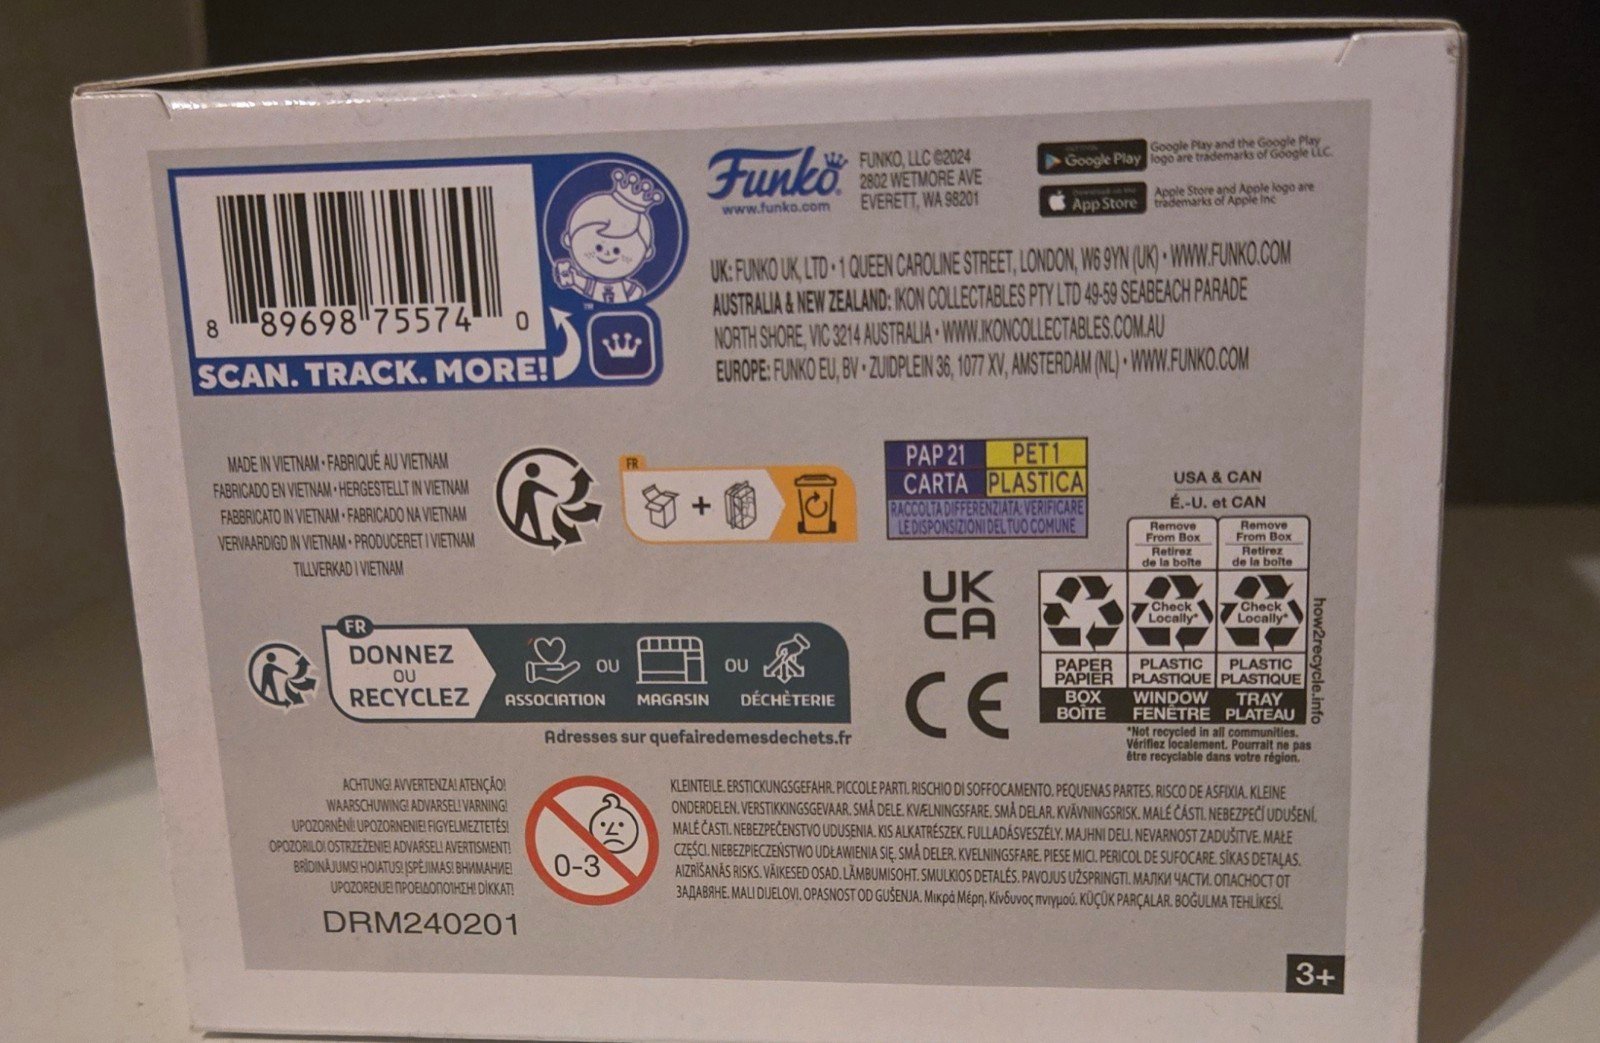 8 89698 75574 0
SCAN. TRACK. MORE!
™
Funko®
www.funko.com
FUNKO, LLC ©2024
2802 WETMORE AVE
EVERETT, WA 98201
Google Play
Google Play and the Google Play
logo are trademarks of Google LLC.
Download on the
App Store
Apple Store and Apple logo are
trademarks of Apple Inc
UK: FUNKO UK, LTD • 1 QUEEN CAROLINE STREET, LONDON, W6 9YN (UK) • WWW.FUNKO.COM
AUSTRALIA & NEW ZEALAND: IKON COLLECTABLES PTY LTD 49-59 SEABEACH PARADE
NORTH SHORE, VIC 3214 AUSTRALIA • WWW.IKONCOLLECTABLES.COM.AU
EUROPE: FUNKO EU, BV • ZUIDPLEIN 36, 1077 XV, AMSTERDAM (NL) • WWW.FUNKO.COM
MADE IN VIETNAM • FABRIQUÉ AU VIETNAM
FABRICADO EN VIETNAM • HERGESTELLT IN VIETNAM
FABBRICATO IN VIETNAM • FABRICADO NA VIETNAM
VERVAARDIGD IN VIETNAM • PRODUCERET I VIETNAM
TILLVERKAD I VIETNAM
FR
+
PAP 21
CARTA
PET1
PLASTICA
RACCOLTA DIFFERENZIATA: VERIFICARE
LE DISPONSIZIONI DEL TUO COMUNE
USA & CAN
É.-U. et CAN
Remove
From Box
Retirez
de la boîte
Remove
From Box
Retirez
de la boîte
Check
Locally*
Check
Locally*
PAPER
PAPIER
BOX
BOÎTE
PLASTIC
PLASTIQUE
WINDOW
FENÊTRE
PLASTIC
PLASTIQUE
TRAY
PLATEAU
how2recycle.info
*Not recycled in all communities.
Vérifiez localement. Pourrait ne pas
être recyclable dans votre région.
UK
CA
CE
FR
DONNEZ
OU
RECYCLEZ
ASSOCIATION
OU
MAGASIN
OU
DÉCHÈTERIE
Adresses sur quefairedemesdechets.fr
ACHTUNG! AVVERTENZA! ATENÇÃO!
WAARSCHUWING! ADVARSEL! VARNING!
UPOZORNĚNÍ! UPOZORNENIE! FIGYELMEZTETÉS!
OPOZORILO! OSTRZEŻENIE! ADVARSEL! AVERTISMENT!
BRĪDINĀJUMS! HOIATUS! ĮSPĖJIMAS! ВНИМАНИЕ!
UPOZORENJE! ΠΡΟΕΙΔΟΠΟΙΗΣΗ! DİKKAT!
0-3
KLEINTEILE. ERSTICKUNGSGEFAHR. PICCOLE PARTI. RISCHIO DI SOFFOCAMENTO. PEQUENAS PARTES. RISCO DE ASFIXIA. KLEINE
ONDERDELEN. VERSTIKKINGSGEVAAR. SMÅ DELE. KVÆLNINGSFARE. SMÅ DELAR. KVÄVNINGSRISK. MALÉ ČÁSTI. NEBEZPEČÍ UDUŠENÍ.
MALÉ ČASTI. NEBEZPEČENSTVO UDUSENIA. KIS ALKATRÉSZEK. FULLADÁSVESZÉLY. MAJHNI DELI. NEVARNOST ZADUŠITVE. MAŁE
CZĘŚCI. NIEBEZPIECZEŃSTWO UDŁAWIENIA SIĘ. SMÅ DELER. KVELNINGSFARE. PIESE MICI. PERICOL DE SUFOCARE. SĪKAS DETAĻAS.
AIZRĪŠANĀS RISKS. VÄIKESED OSAD. LÄMBUMISOHT. SMULKIOS DETALĖS. PAVOJUS UŽSPRINGTI. МАЛКИ ЧАСТИ. ОПАСНОСТ ОТ
ЗАДАВЯНЕ. MALI DIJELOVI, OPASNOST OD GUŠENJA. Μικρά Μέρη. Κίνδυνος πνιγμού. KÜÇÜK PARÇALAR. BOĞULMA TEHLİKESİ.
DRM240201
3+